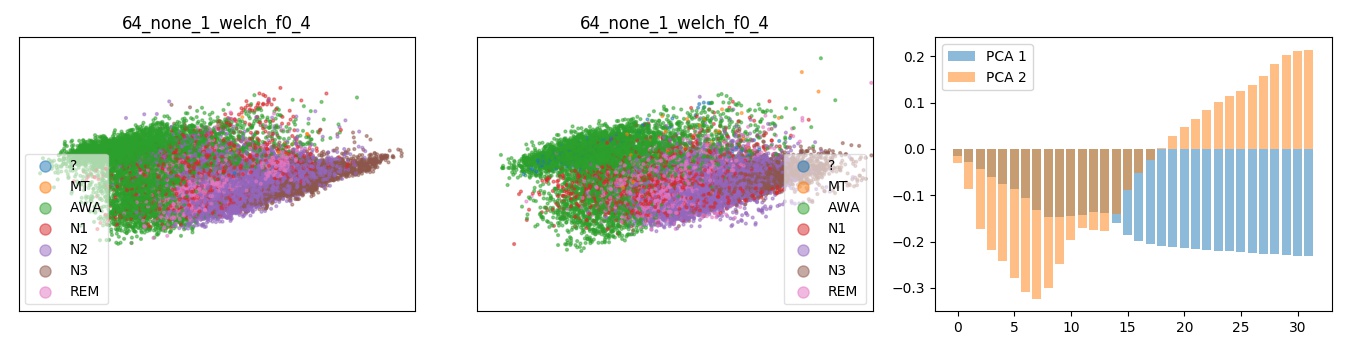 64_none_1_welch_f0_4
?
MT
AWA
N1
N2
N3
REM
64_none_1_welch_f0_4
?
MT
AWA
N1
N2
N3
REM
PCA 1
PCA 2
0.2
0.1
0.0
−0.1
−0.2
−0.3
0 5 10 15 20 25 30